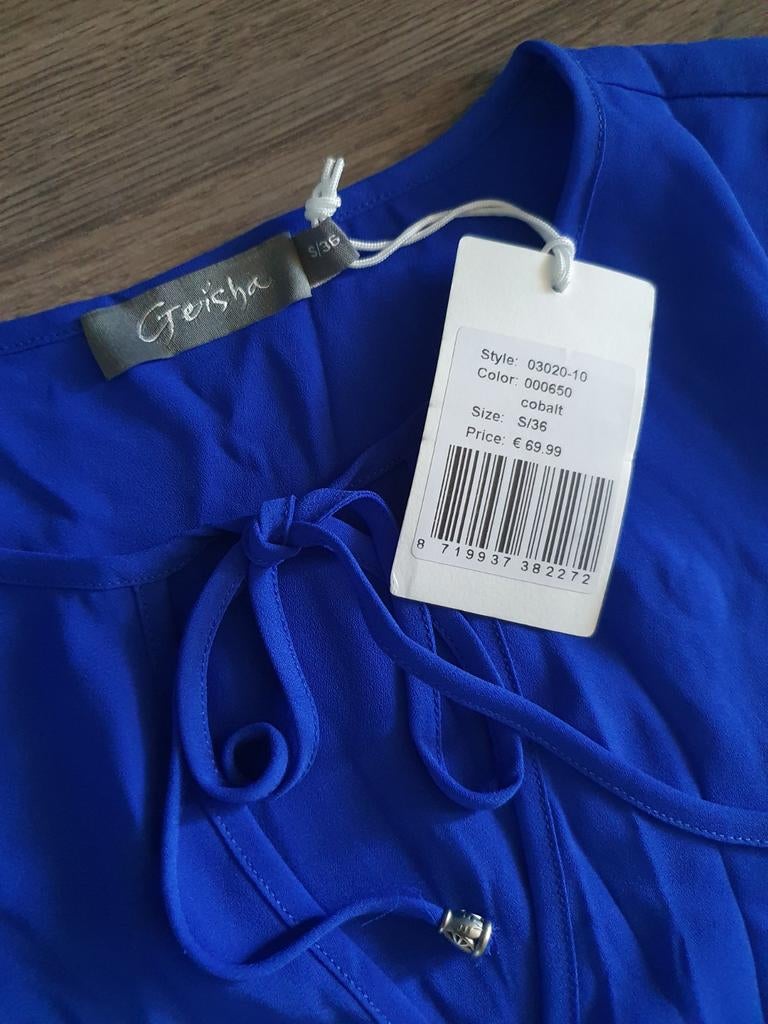 Geisha
S/36
Style: 03020-10
Color: 000650
cobalt
Size: S/36
Price: € 69.99
8 719937 382272